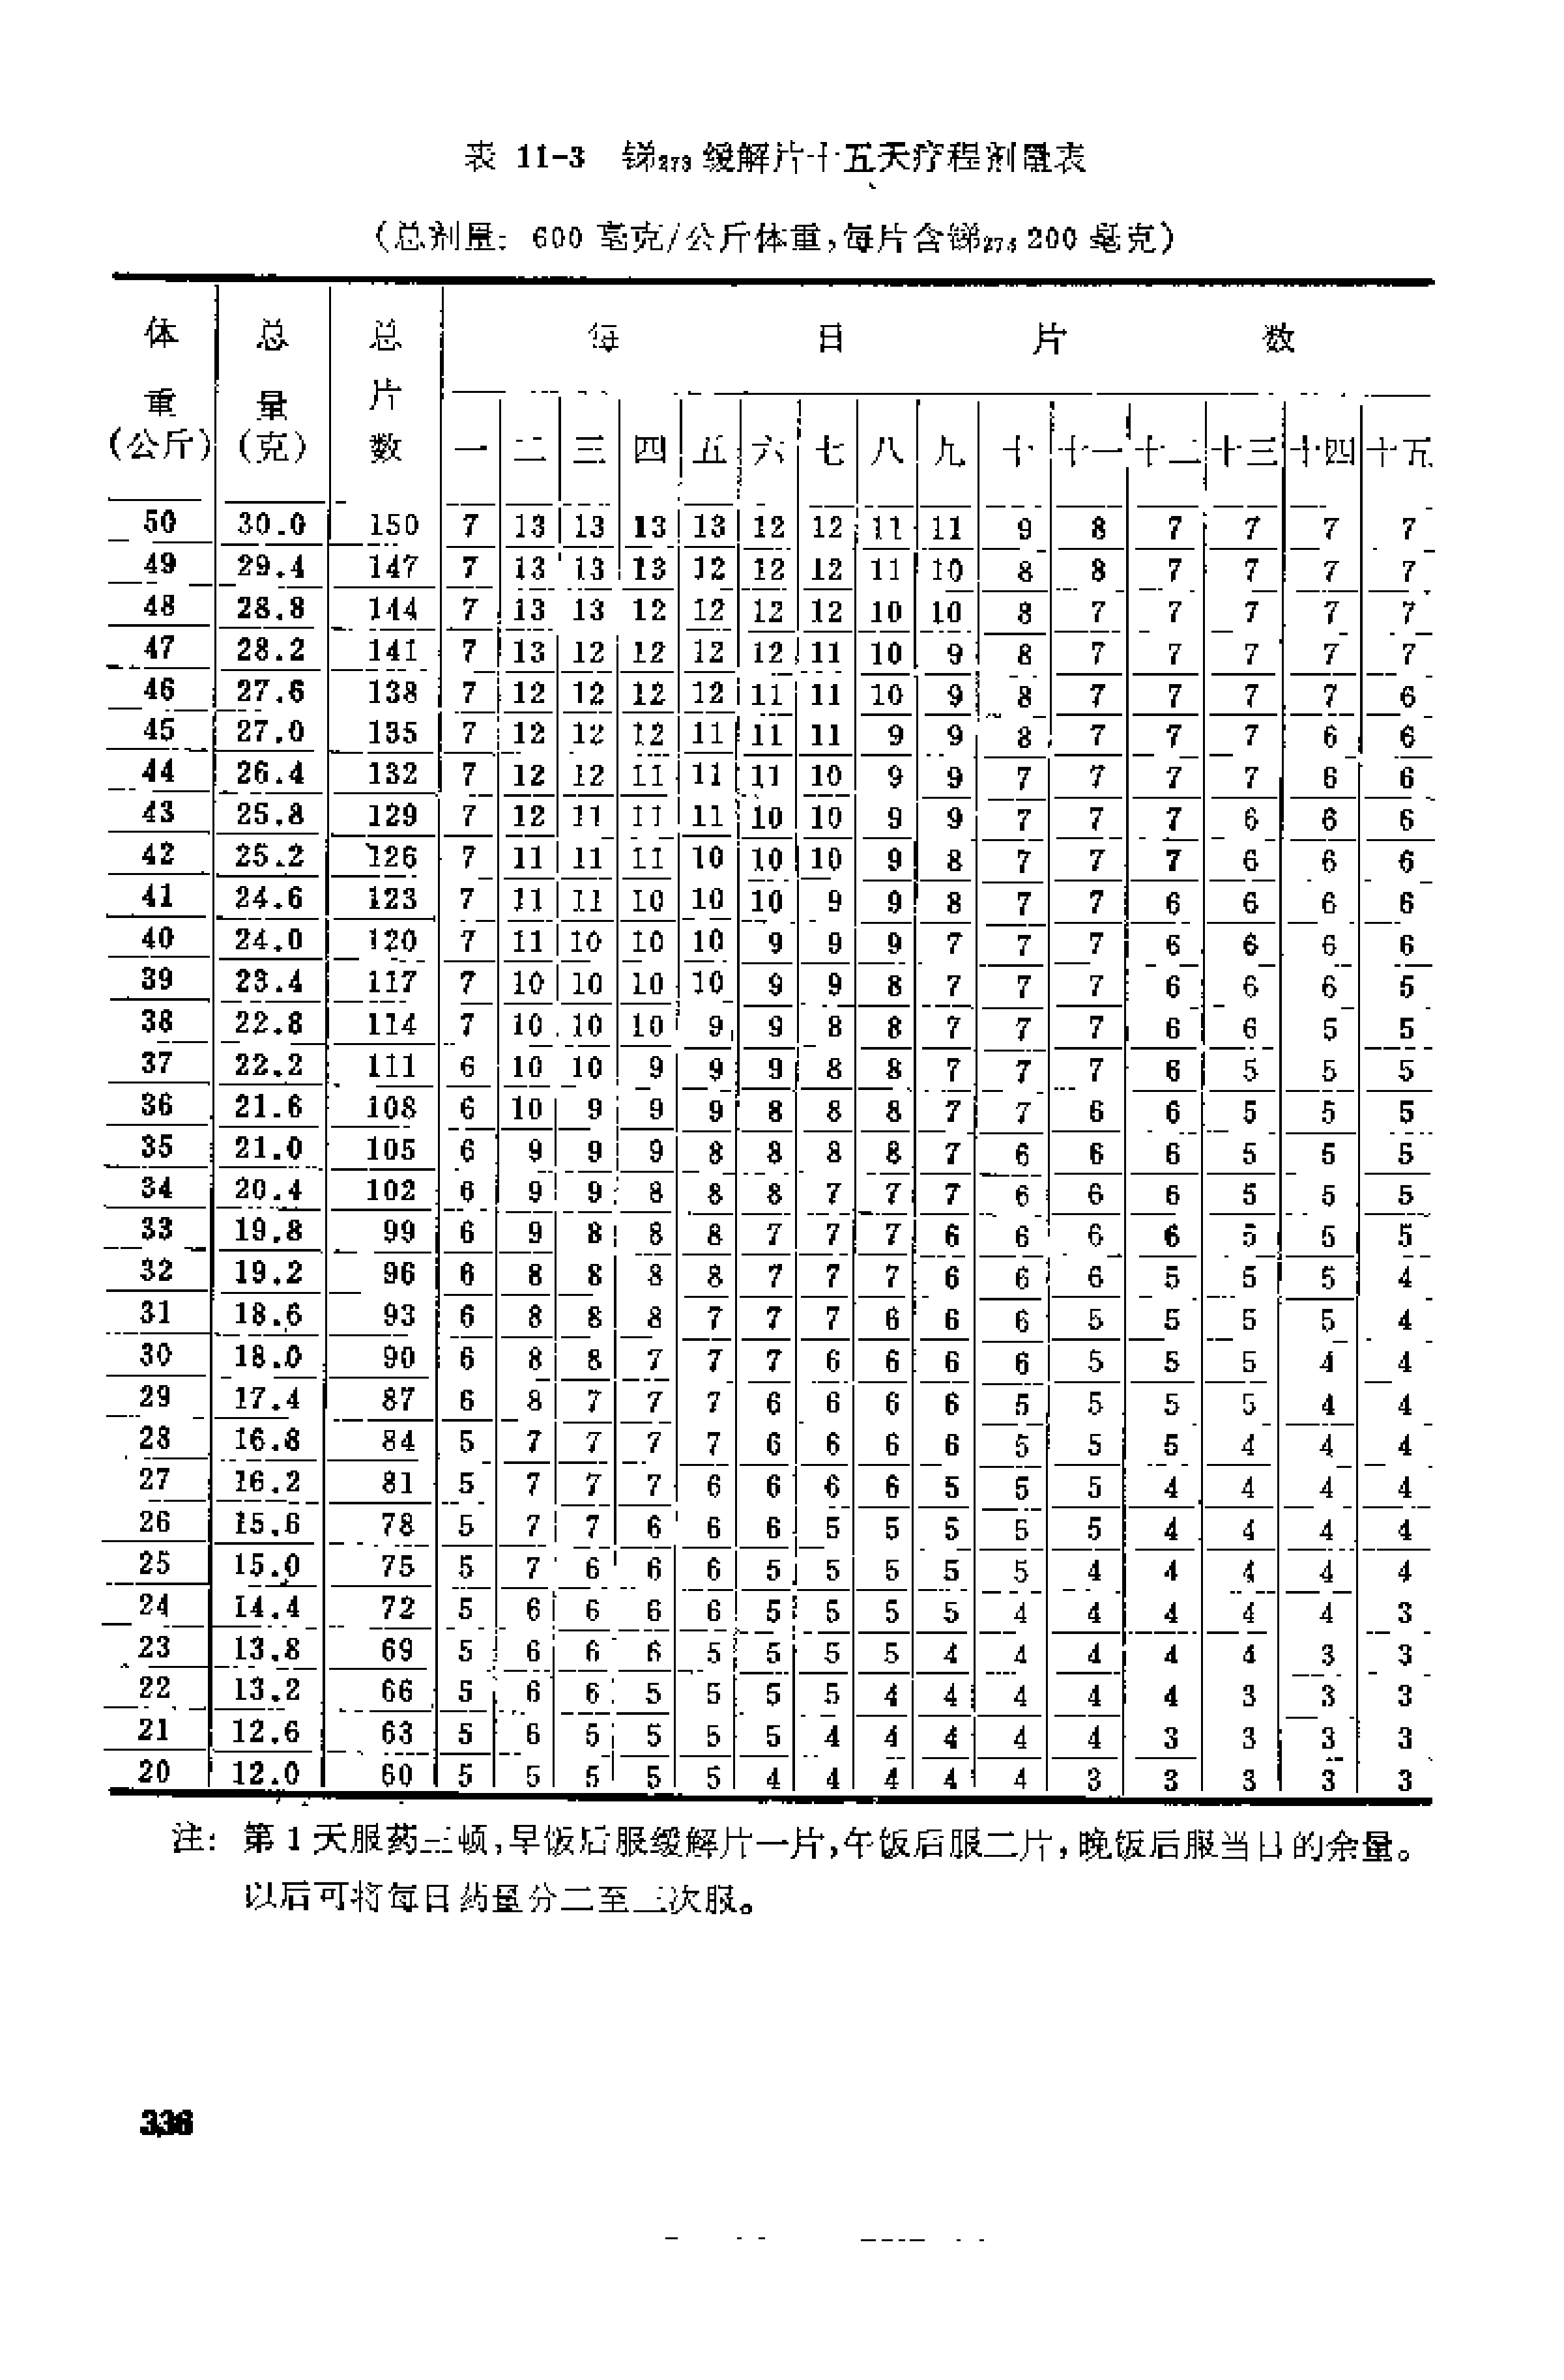 表 11-3 锑₂₇₃ 缓解片十五天疗程剂量表
(总剂量: 600 毫克/公斤体重,每片含锑₂₇₃ 200 毫克)
体重(公斤) 总量(克) 总片数 每日片数
一 二 三 四 五 六 七 八 九 十 十一 十二 十三 十四 十五
50 30.0 150 7 13 13 13 13 12 12 11 11 9 8 7 7 7 7
49 29.4 147 7 13 13 13 12 12 12 11 10 8 8 7 7 7 7
48 28.8 144 7 13 13 12 12 12 12 10 10 8 7 7 7 7 7
47 28.2 141 7 13 12 12 12 12 11 10 9 8 7 7 7 7 7
46 27.6 138 7 12 12 12 12 11 11 10 9 8 7 7 7 7 6
45 27.0 135 7 12 12 12 11 11 11 9 9 8 7 7 7 6 6
44 26.4 132 7 12 12 11 11 11 10 9 9 7 7 7 7 6 6
43 25.8 129 7 12 11 11 11 10 10 9 9 7 7 7 6 6 6
42 25.2 126 7 11 11 11 10 10 10 9 8 7 7 7 6 6 6
41 24.6 123 7 11 11 10 10 10 9 9 8 7 7 6 6 6 6
40 24.0 120 7 11 10 10 10 9 9 9 7 7 7 6 6 6 6
39 23.4 117 7 10 10 10 10 9 9 8 7 7 7 6 6 6 5
38 22.8 114 7 10 10 10 9 9 8 8 7 7 7 6 6 5 5
37 22.2 111 6 10 10 9 9 9 8 8 7 7 7 6 5 5 5
36 21.6 108 6 10 9 9 9 8 8 8 7 7 6 6 5 5 5
35 21.0 105 6 9 9 9 8 8 8 8 7 6 6 6 5 5 5
34 20.4 102 6 9 9 8 8 8 7 7 7 6 6 6 5 5 5
33 19.8 99 6 9 8 8 8 7 7 7 6 6 6 6 5 5 5
32 19.2 96 6 8 8 8 8 7 7 7 6 6 6 5 5 5 4
31 18.6 93 6 8 8 8 7 7 7 6 6 6 5 5 5 5 4
30 18.0 90 6 8 8 7 7 7 6 6 6 6 5 5 5 4 4
29 17.4 87 6 8 7 7 7 6 6 6 6 5 5 5 5 4 4
28 16.8 84 5 7 7 7 7 6 6 6 6 5 5 5 4 4 4
27 16.2 81 5 7 7 7 6 6 6 6 5 5 5 4 4 4 4
26 15.6 78 5 7 7 6 6 6 5 5 5 5 5 4 4 4 4
25 15.0 75 5 7 6 6 6 5 5 5 5 5 4 4 4 4 4
24 14.4 72 5 6 6 6 6 5 5 5 5 4 4 4 4 4 3
23 13.8 69 5 6 6 6 5 5 5 5 4 4 4 4 4 3 3
22 13.2 66 5 6 6 5 5 5 5 4 4 4 4 4 3 3 3
21 12.6 63 5 6 5 5 5 5 4 4 4 4 4 3 3 3 3
20 12.0 60 5 5 5 5 5 4 4 4 4 4 3 3 3 3 3
注: 第 1 天服药三顿,早饭后服缓解片一片,午饭后服二片,晚饭后服当日的余量。
以后可将每日药量分二至三次服。
336